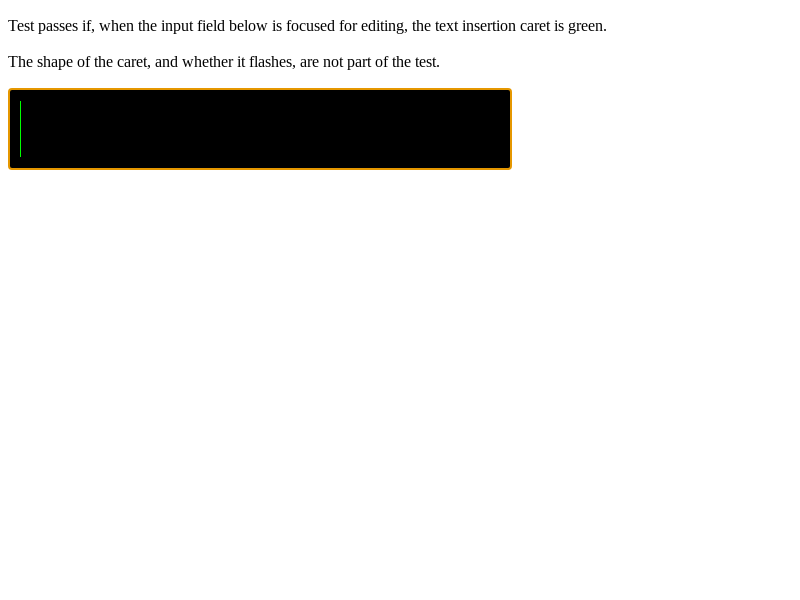 Test passes if, when the input field below is focused for editing, the text insertion caret is green.
The shape of the caret, and whether it flashes, are not part of the test.